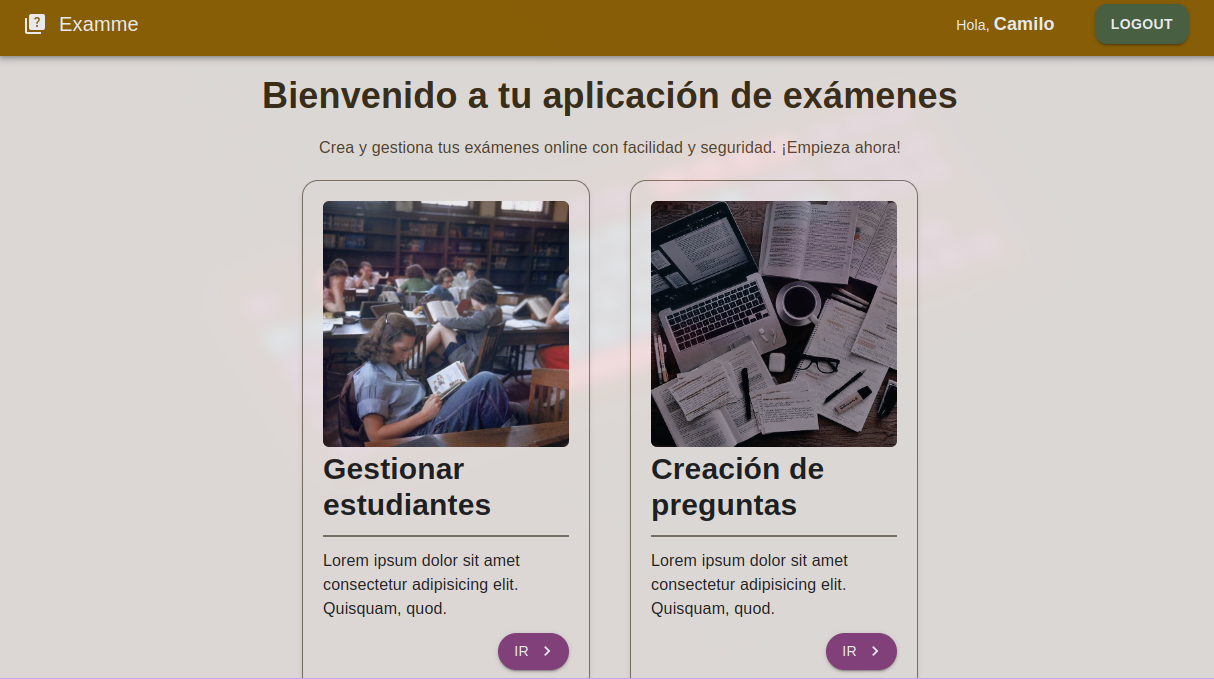 Examme
Hola, Camilo
LOGOUT
Bienvenido a tu aplicación de exámenes
Crea y gestiona tus exámenes online con facilidad y seguridad. ¡Empieza ahora!
Gestionar
estudiantes
Lorem ipsum dolor sit amet
consectetur adipisicing elit.
Quisquam, quod.
IR
Creación de
preguntas
Lorem ipsum dolor sit amet
consectetur adipisicing elit.
Quisquam, quod.
IR